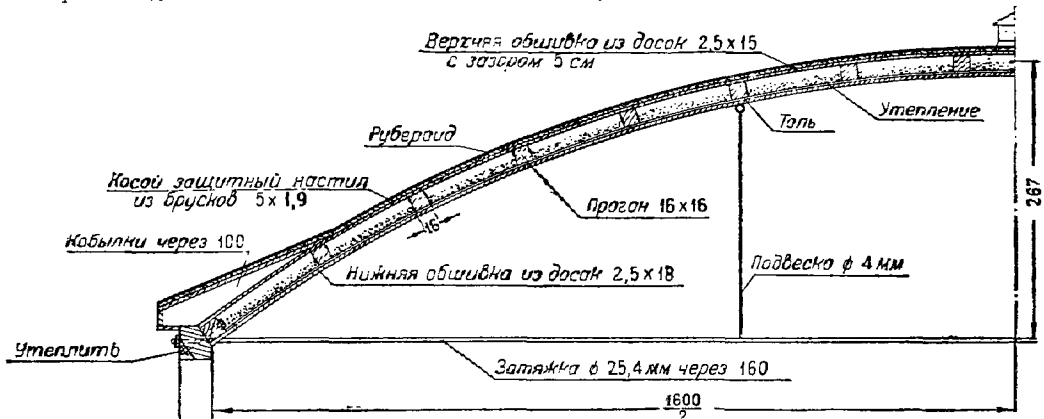 Верхняя обшивка из досок 2,5 х 15
с зазором 5 см
Рубероид
Толь
Утепление
Косой защитный настил
из брусков 5 х 1,9
Прогон 16 х 16
16
267
Кобылки через 100
Нижняя обшивка из досок 2,5 х 18
Подвеска ϕ 4 мм
Утеплить
Затяжка ϕ 25,4 мм через 160
1600
2